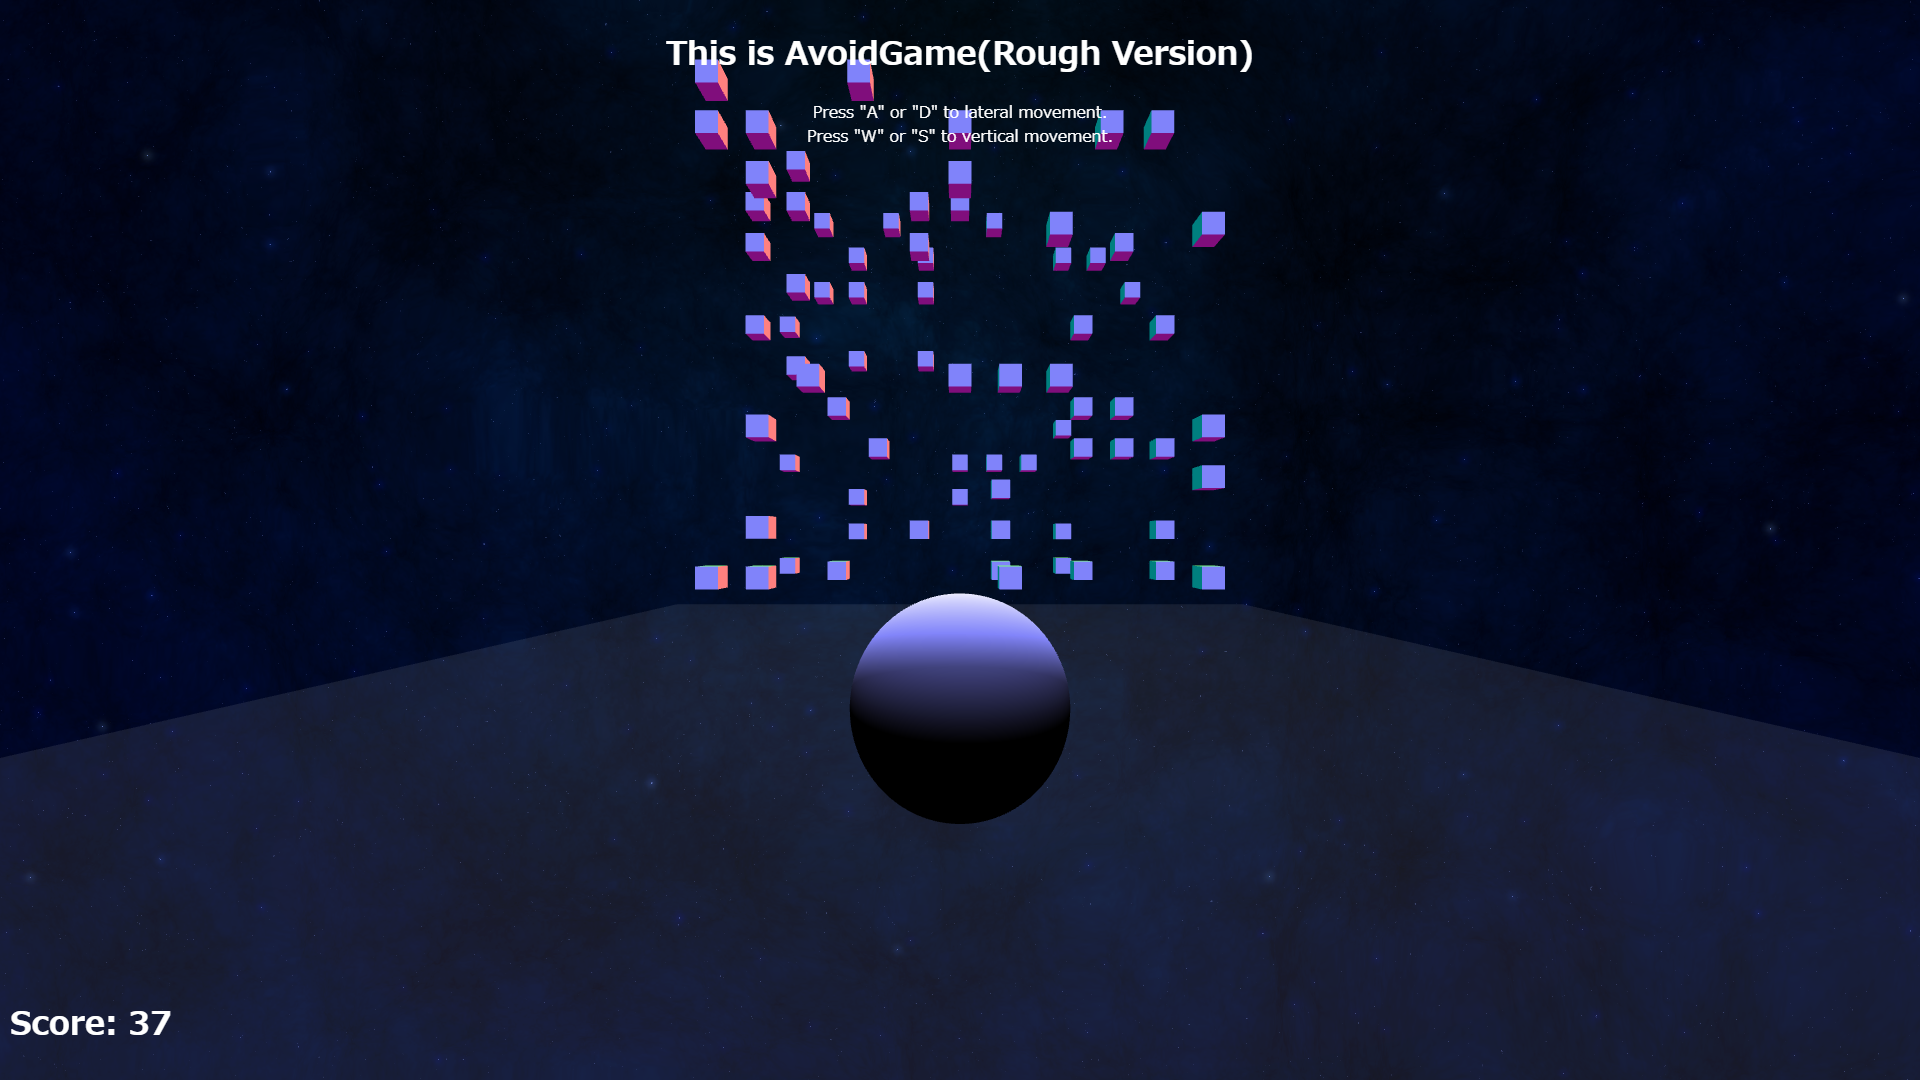 This is AvoidGame(Rough Version)
Press "A" or "D" to lateral movement.
Press "W" or "S" to vertical movement.
Score: 37